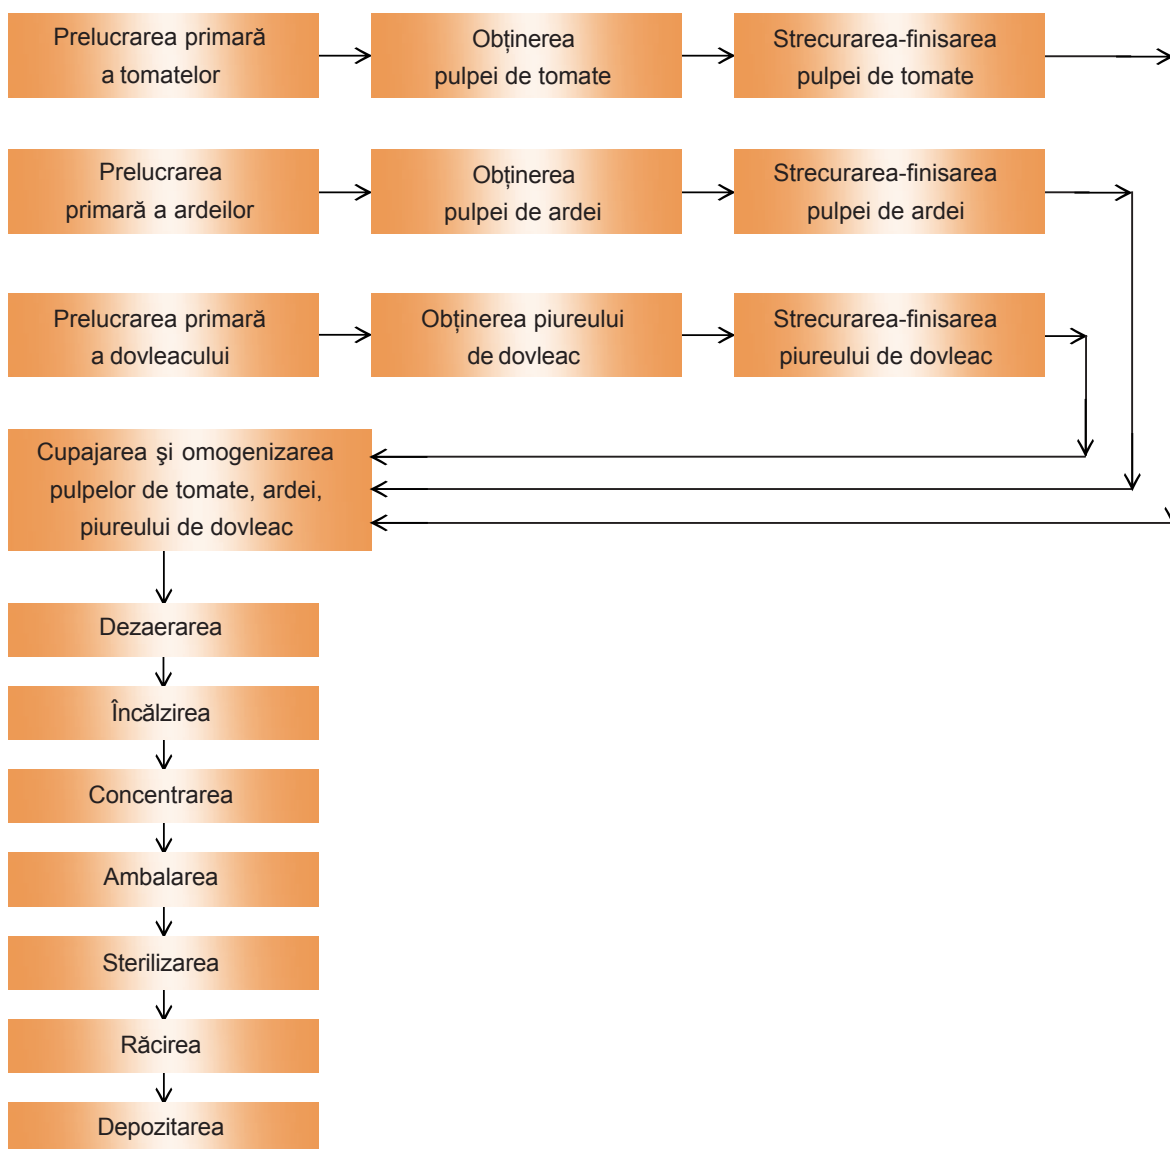 Prelucrarea primară
a tomatelor
Obținerea
pulpei de tomate
Strecurarea-finisarea
pulpei de tomate
Prelucrarea
primară a ardeilor
Obținerea
pulpei de ardei
Strecurarea-finisarea
pulpei de ardei
Prelucrarea primară
a dovleacului
Obținerea piureului
de dovleac
Strecurarea-finisarea
piureului de dovleac
Cupajarea şi omogenizarea
pulpelor de tomate, ardei,
piureului de dovleac
Dezaerarea
Încălzirea
Concentrarea
Ambalarea
Sterilizarea
Răcirea
Depozitarea